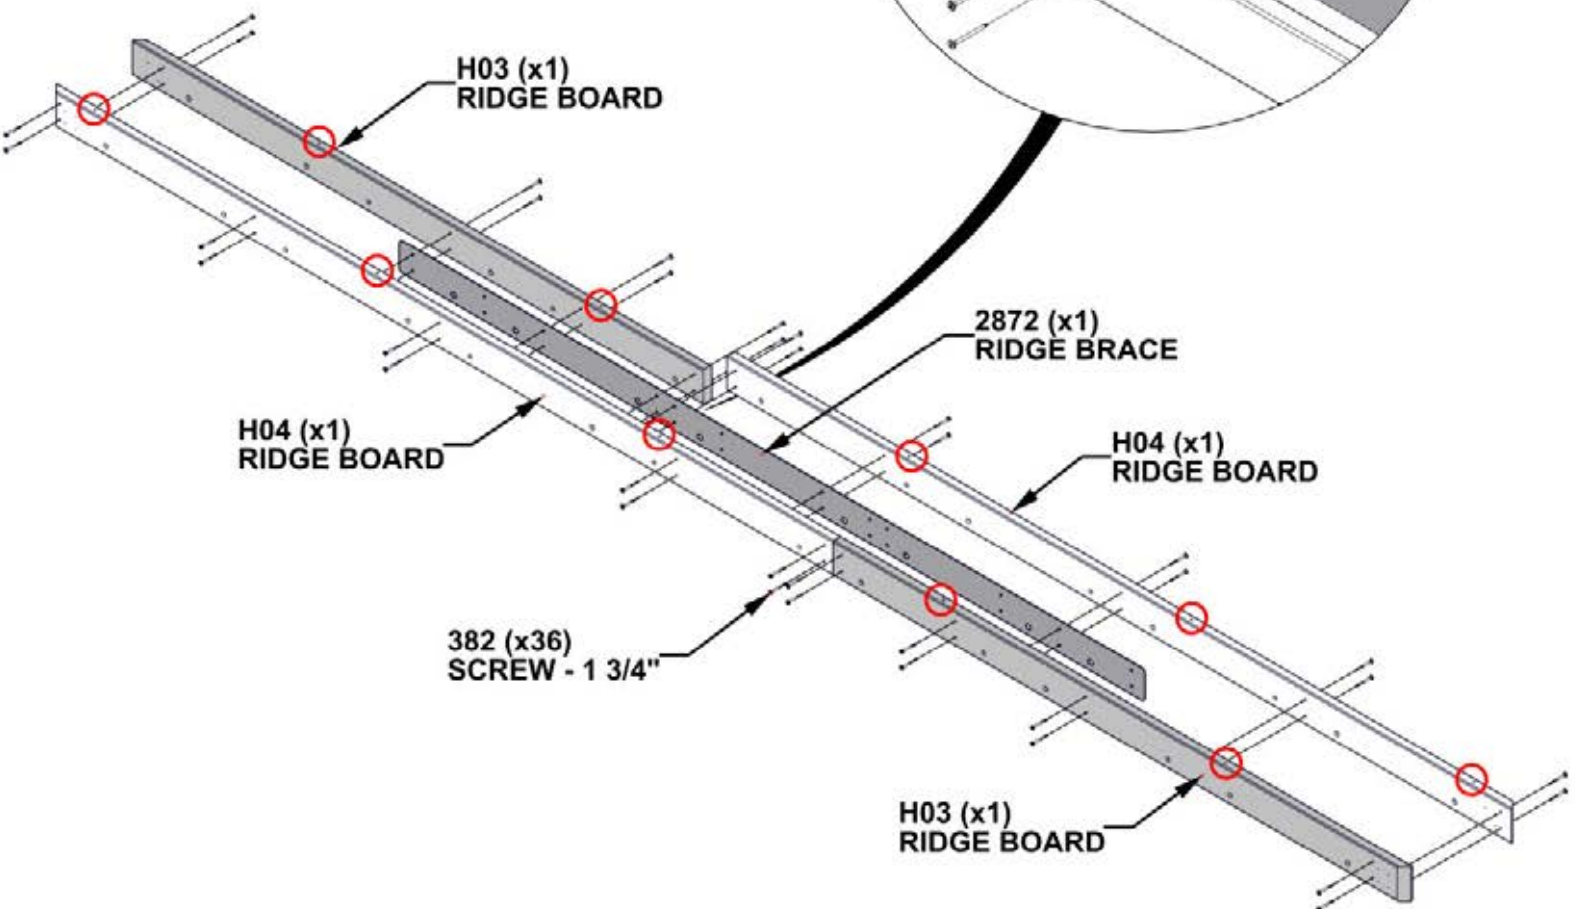 H03 (x1)
RIDGE BOARD
2872 (x1)
RIDGE BRACE
H04 (x1)
RIDGE BOARD
H04 (x1)
RIDGE BOARD
382 (x36)
SCREW - 1 3/4"
H03 (x1)
RIDGE BOARD